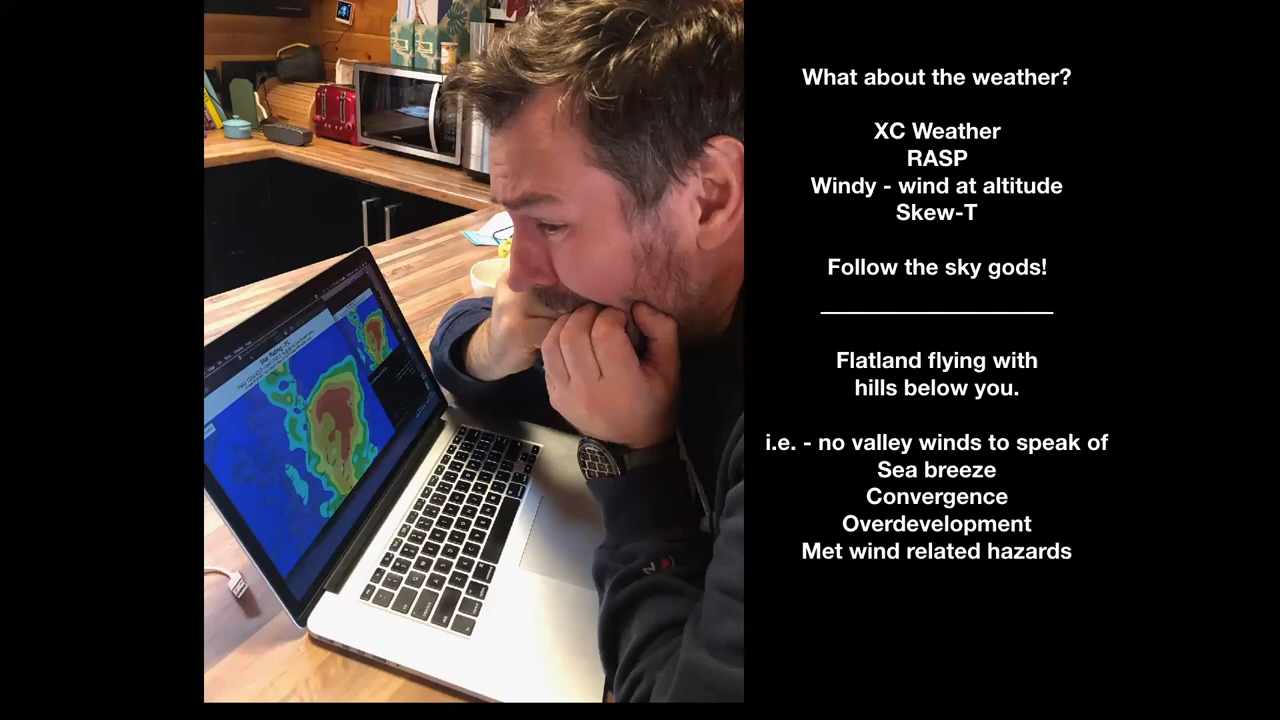 What about the weather?
XC Weather
RASP
Windy - wind at altitude
Skew-T
Follow the sky gods!
Flatland flying with
hills below you.
i.e. - no valley winds to speak of
Sea breeze
Convergence
Overdevelopment
Met wind related hazards